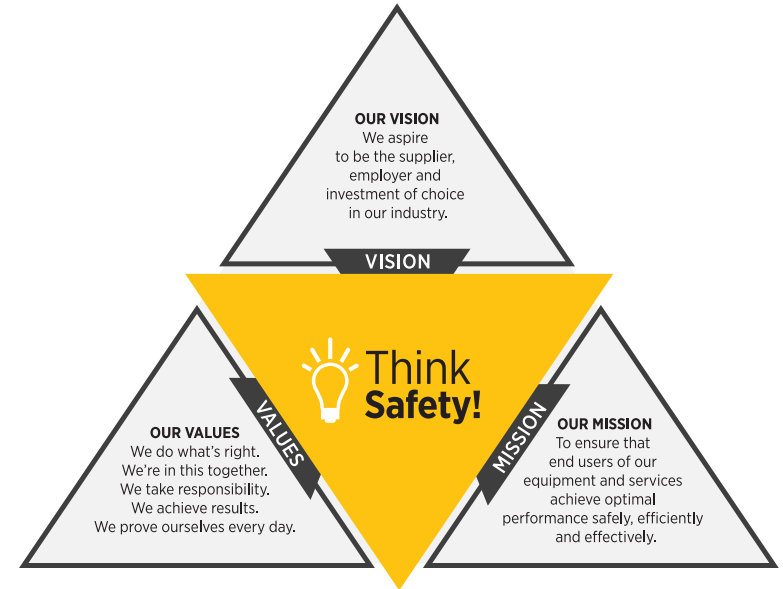 OUR VISION
We aspire
to be the supplier,
employer and
investment of choice
in our industry.
VISION
Think
Safety!
VALUES
OUR VALUES
We do what's right.
We're in this together.
We take responsibility.
We achieve results.
We prove ourselves every day.
MISSION
OUR MISSION
To ensure that
end users of our
equipment and services
achieve optimal
performance safely, efficiently
and effectively.